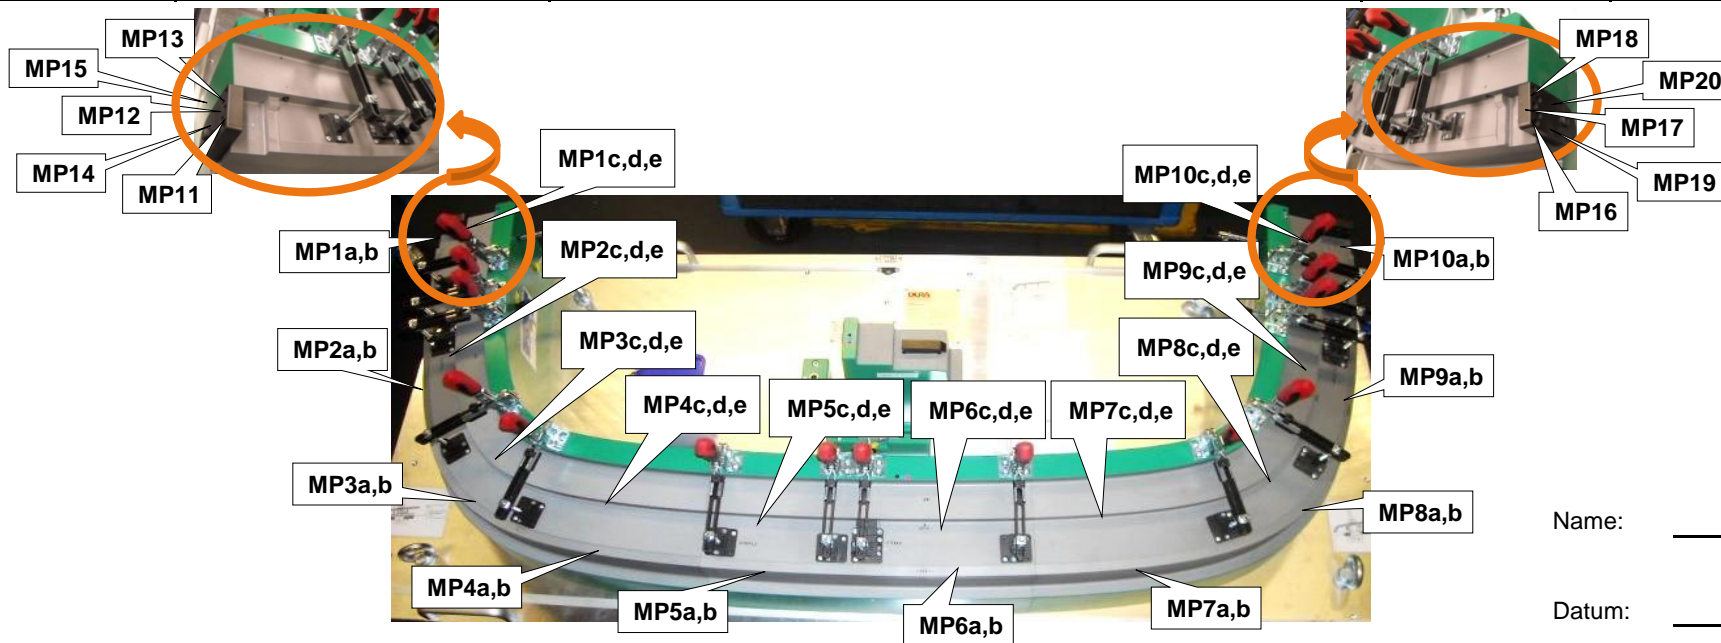 MP13
MP18
MP15
MP20
MP12
MP17
MP14
MP1c,d,e
MP10c,d,e
MP19
MP11
MP16
MP1a,b
MP2c,d,e
MP9c,d,e
MP10a,b
MP2a,b
MP3c,d,e
MP8c,d,e
MP9a,b
MP4c,d,e
MP5c,d,e
MP6c,d,e
MP7c,d,e
MP3a,b
MP8a,b
Name:
MP4a,b
MP5a,b
MP6a,b
MP7a,b
Datum: